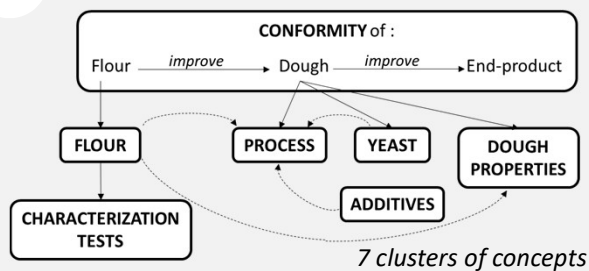 CONFORMITY of :
Flour improve Dough improve End-product
FLOUR PROCESS YEAST DOUGH
PROPERTIES
ADDITIVES
CHARACTERIZATION
TESTS
7 clusters of concepts